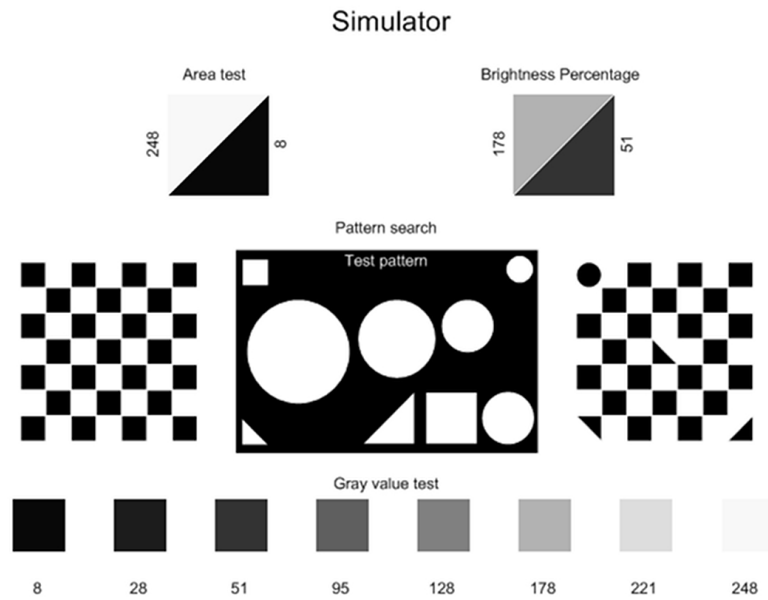 Simulator
Area test
Brightness Percentage
248
8
178
51
Pattern search
Test pattern
Gray value test
8 28 51 95 128 178 221 248